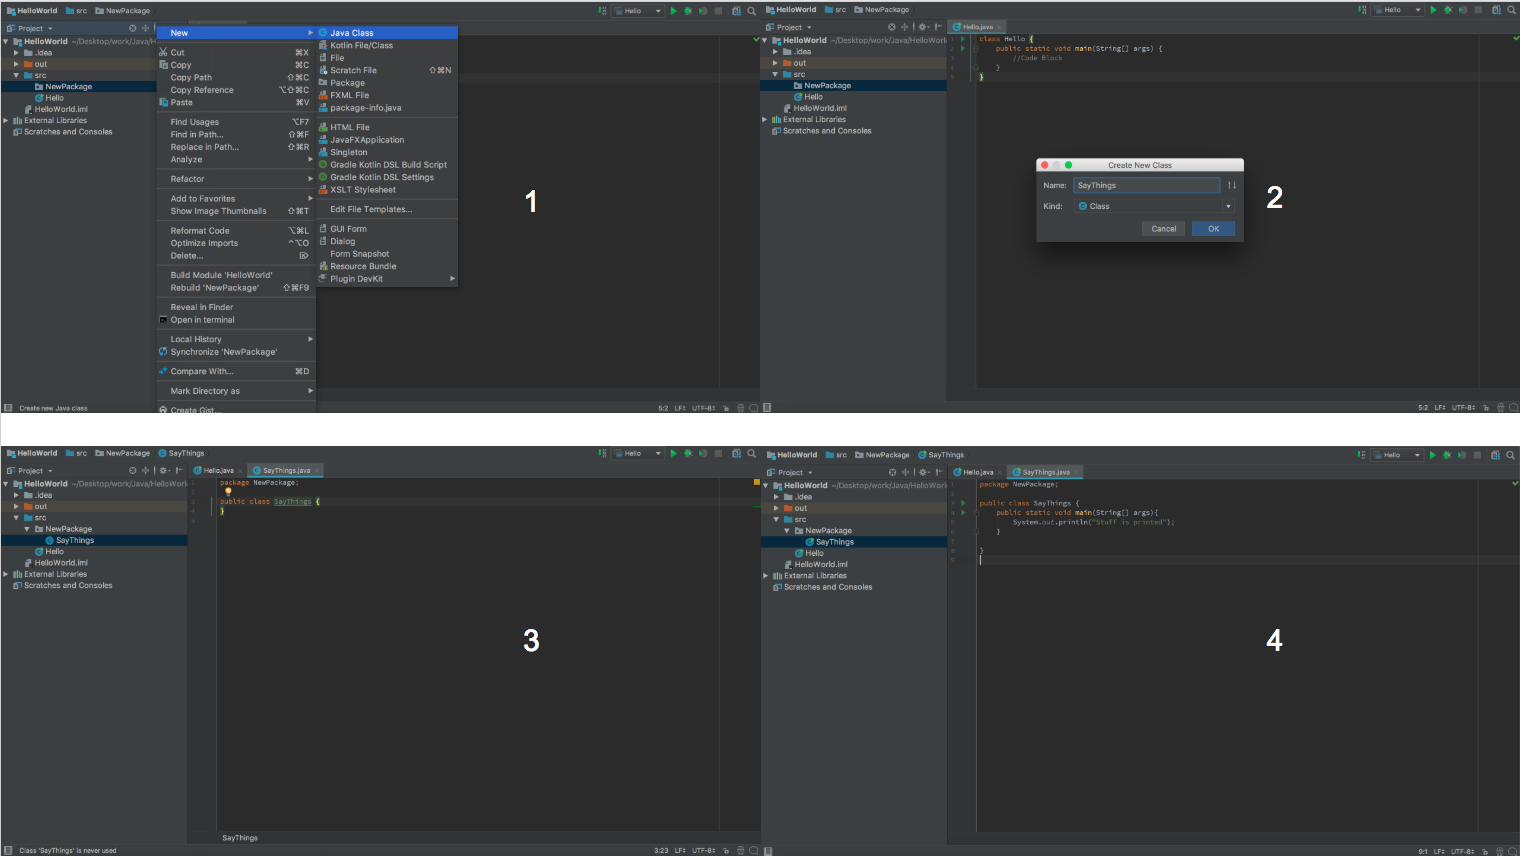 HelloWorld src NewPackage
Hello
Project
HelloWorld ~/Desktop/work/Java/H
.idea
out
src
NewPackage
Hello
HelloWorld.iml
External Libraries
Scratches and Consoles
New
Cut ⌘X
Copy ⌘C
Copy Path ⇧⌘C
Copy Reference ⌥⇧⌘C
Paste ⌘V
Find Usages ⌥F7
Find in Path... ⇧⌘F
Replace in Path... ⇧⌘R
Analyze
Refactor
Add to Favorites
Show Image Thumbnails ⇧⌘T
Reformat Code ⌥⌘L
Optimize Imports ^⌥O
Delete... ⌦
Build Module 'HelloWorld'
Rebuild 'NewPackage' ⇧⌘F9
Reveal in Finder
Open in terminal
Local History
Synchronize 'NewPackage'
Compare With... ⌘D
Mark Directory as
Create Gist...
Java Class
Kotlin File/Class
File
Scratch File ⇧⌘N
Package
FXML File
package-info.java
HTML File
JavaFXApplication
Singleton
Gradle Kotlin DSL Build Script
Gradle Kotlin DSL Settings
XSLT Stylesheet
Edit File Templates...
GUI Form
Dialog
Form Snapshot
Resource Bundle
Plugin DevKit
1
Create new Java class
5:2 LF÷ UTF-8÷
HelloWorld src NewPackage
Hello
Project
Hello.java
HelloWorld ~/Desktop/work/Java/HelloWorl
.idea
out
src
NewPackage
Hello
HelloWorld.iml
External Libraries
Scratches and Consoles
class Hello {
public static void main(String[] args) {
//Code Block
}
}
Create New Class
Name: SayThings
Kind: Class
Cancel OK
2
5:2 LF÷ UTF-8÷
HelloWorld src NewPackage SayThings
Hello
Project
Hello.java SayThings.java
HelloWorld ~/Desktop/work/Java/HelloWorl
.idea
out
src
NewPackage
SayThings
Hello
HelloWorld.iml
External Libraries
Scratches and Consoles
package NewPackage;
public class SayThings {
}
3
SayThings
Class 'SayThings' is never used
3:23 LF÷ UTF-8÷
HelloWorld src NewPackage SayThings
Hello
Project
Hello.java SayThings.java
HelloWorld ~/Desktop/work/Java/HelloWorl
.idea
out
src
NewPackage
SayThings
Hello
HelloWorld.iml
External Libraries
Scratches and Consoles
package NewPackage;
public class SayThings {
public static void main(String[] args){
System.out.println("Stuff is printed");
}
}
4
9:1 LF÷ UTF-8÷